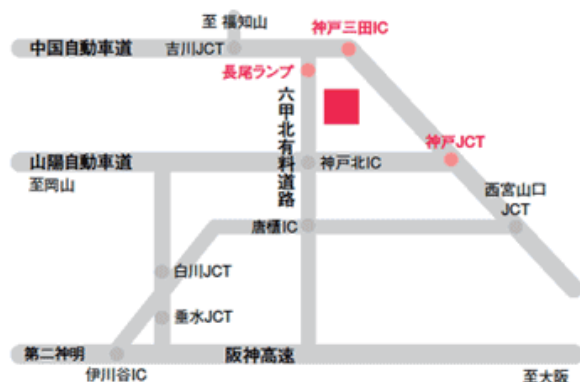 至 福知山
神戸三田IC
中国自動車道
吉川JCT
長尾ランプ
六甲北有料道路
神戸JCT
山陽自動車道
神戸北IC
至岡山
西宮山口
JCT
唐櫃IC
白川JCT
垂水JCT
第二神明
阪神高速
伊川谷IC
至大阪